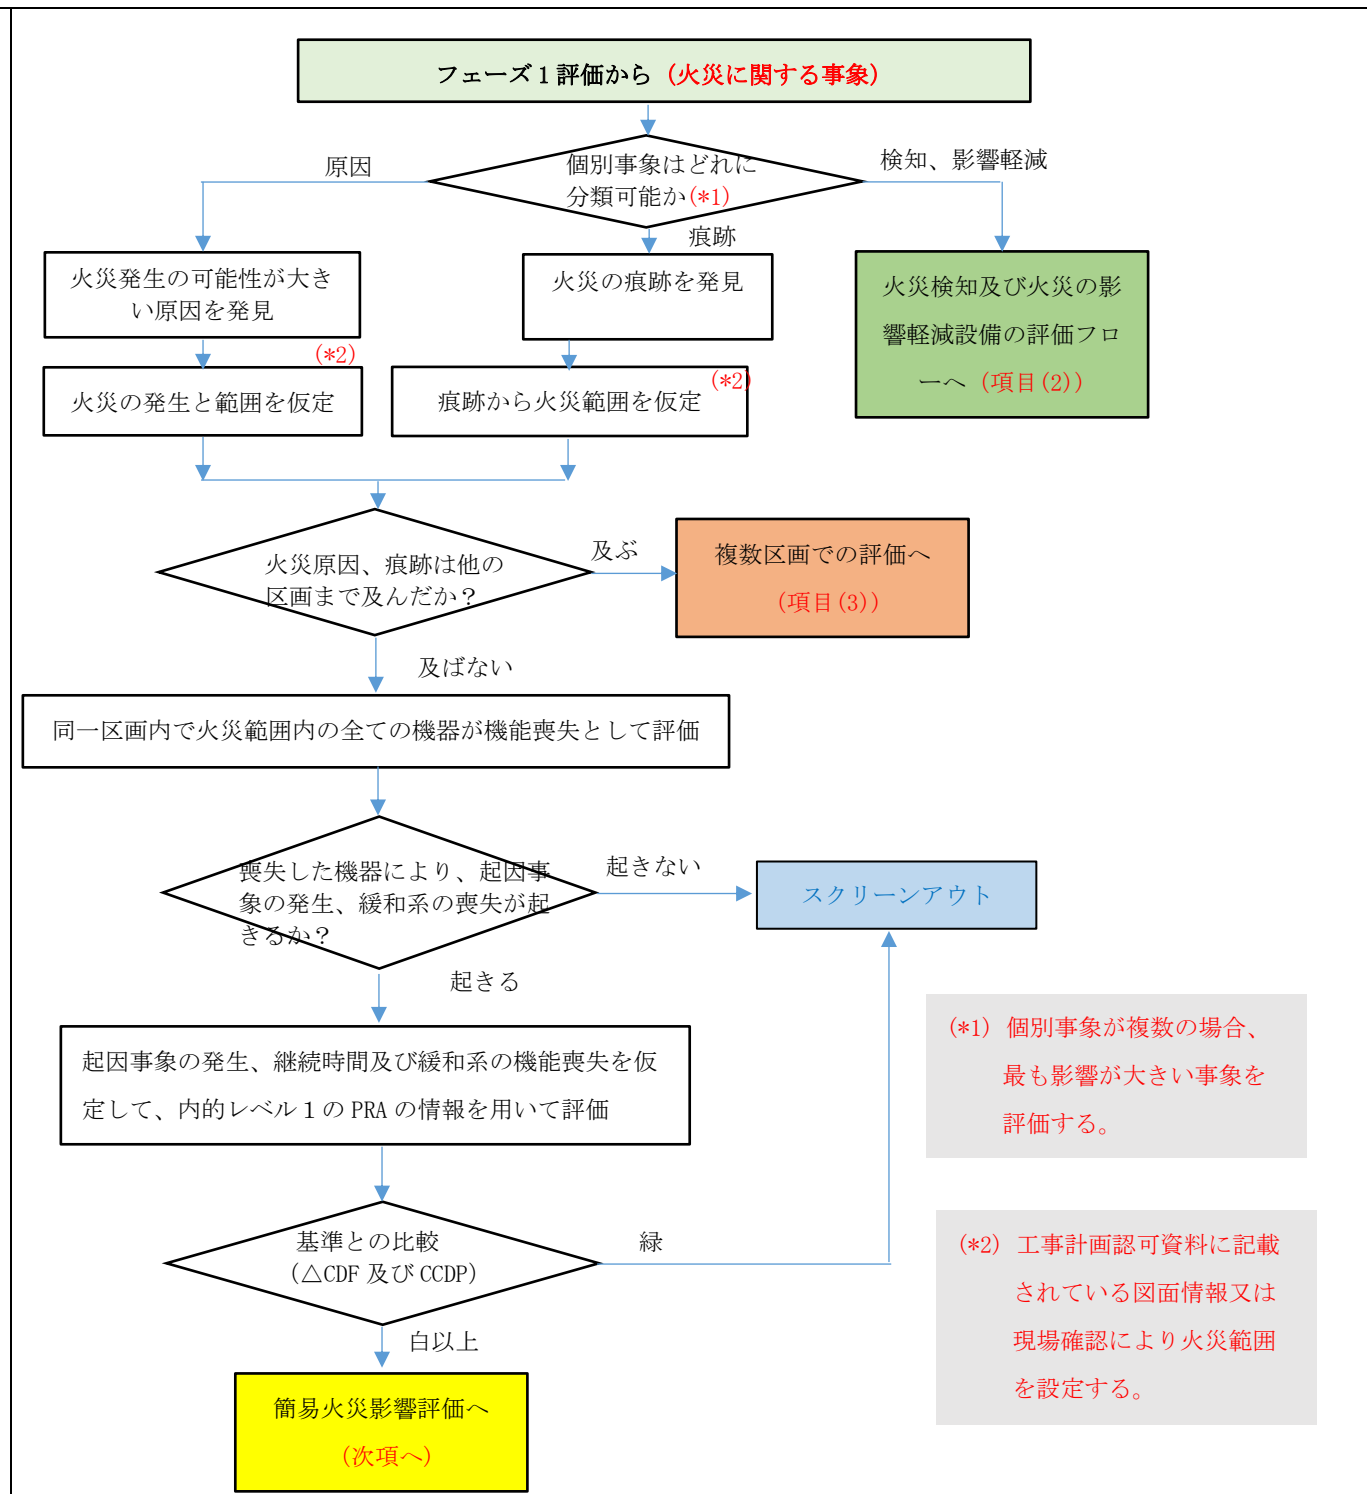 フェーズ１評価から（火災に関する事象）
個別事象はどれに
分類可能か(*1)
原因
検知、影響軽減
痕跡
火災発生の可能性が大き
い原因を発見
火災の痕跡を発見
火災検知及び火災の影
響軽減設備の評価フロ
ーへ（項目(2)）
(*2)
火災の発生と範囲を仮定
(*2)
痕跡から火災範囲を仮定
火災原因、痕跡は他の
区画まで及んだか？
及ぶ
複数区画での評価へ
（項目(3)）
及ばない
同一区画内で火災範囲内の全ての機器が機能喪失として評価
喪失した機器により、起因事
象の発生、緩和系の喪失が起
きるか？
起きない
スクリーンアウト
起きる
起因事象の発生、継続時間及び緩和系の機能喪失を仮
定して、内的レベル１の PRA の情報を用いて評価
(*1) 個別事象が複数の場合、
最も影響が大きい事象を
評価する。
基準との比較
（△CDF 及び CCDP）
緑
白以上
(*2) 工事計画認可資料に記載
されている図面情報又は
現場確認により火災範囲
を設定する。
簡易火災影響評価へ
（次項へ）